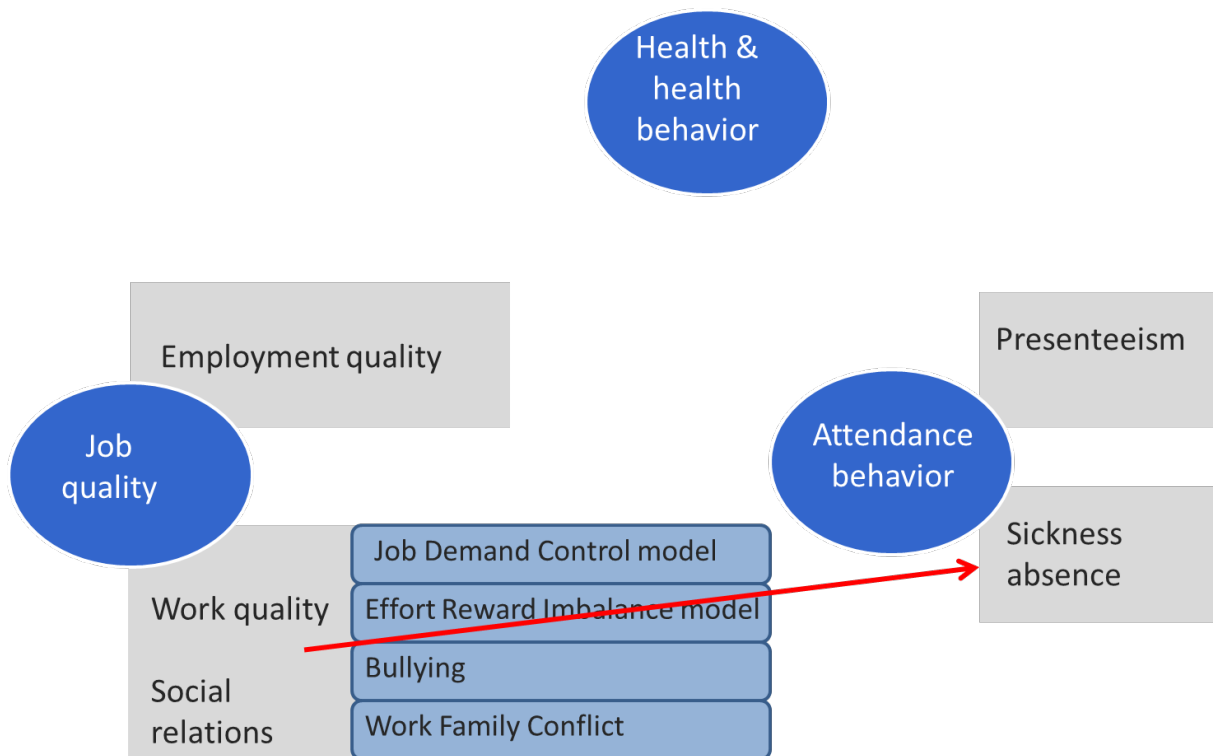 Health &
health
behavior
Employment quality
Presenteeism
Job
quality
Attendance
behavior
Job Demand Control model
Sickness
absence
Work quality
Effort Reward Imbalance model
Bullying
Social
relations
Work Family Conflict